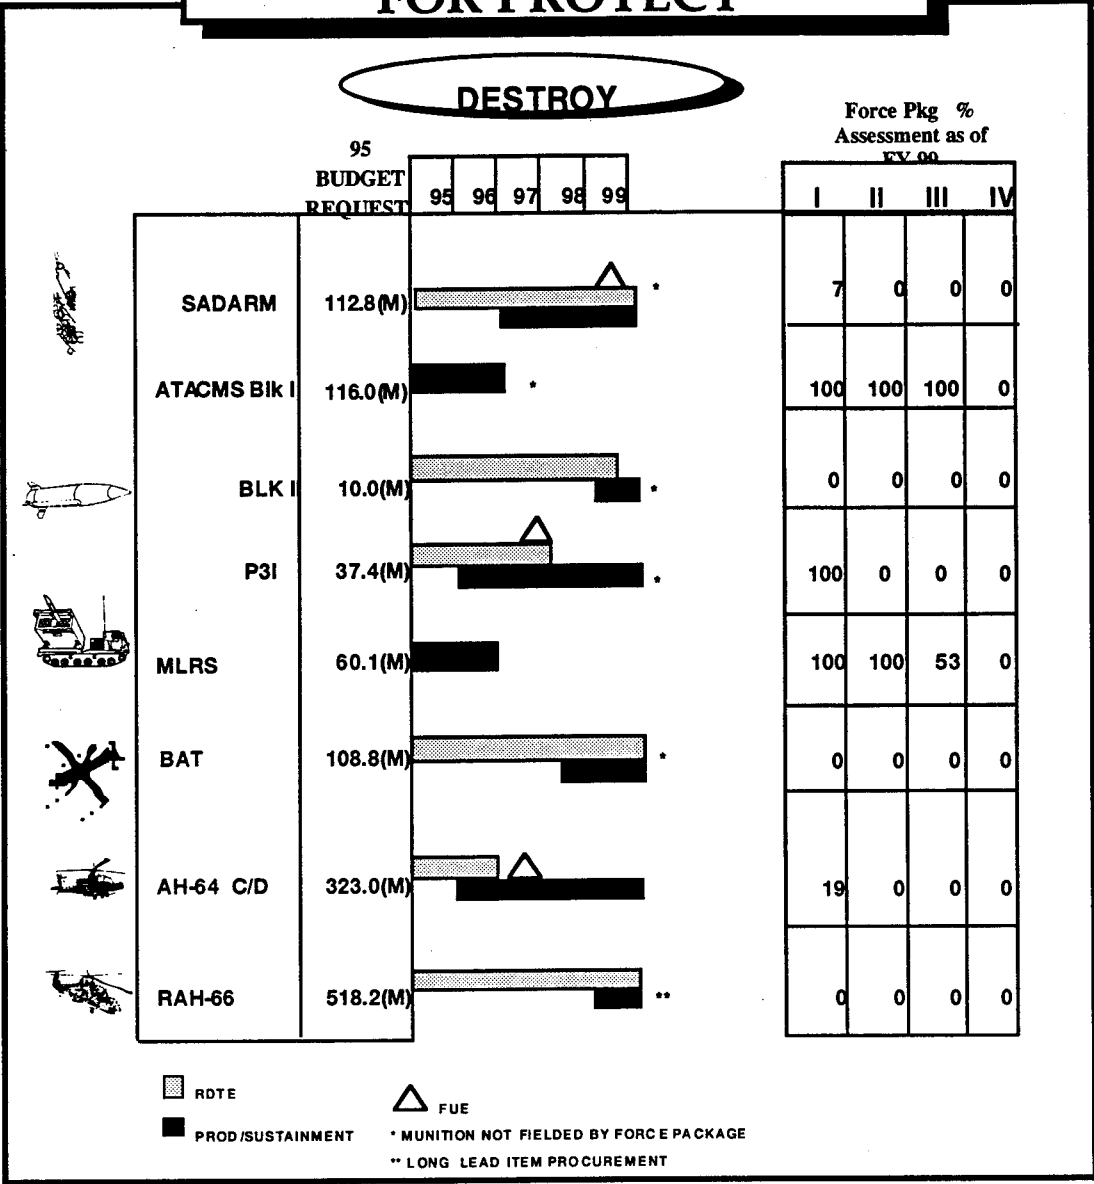 FOR PROTECT
DESTROY
Force Pkg %
Assessment as of
FY 99
95
BUDGET
REQUEST
95 96 97 98 99
I II III IV
SADARM 112.8(M) * 7 0 0 0
ATACMS Blk I 116.0(M) * 100 100 100 0
BLK I 10.0(M) * 0 0 0 0
P3I 37.4(M) * 100 0 0 0
MLRS 60.1(M) 100 100 53 0
BAT 108.8(M) * 0 0 0 0
AH-64 C/D 323.0(M) 19 0 0 0
RAH-66 518.2(M) ** 0 0 0 0
RDTE
FUE
PROD/SUSTAINMENT
* MUNITION NOT FIELDED BY FORCE PACKAGE
** LONG LEAD ITEM PROCUREMENT